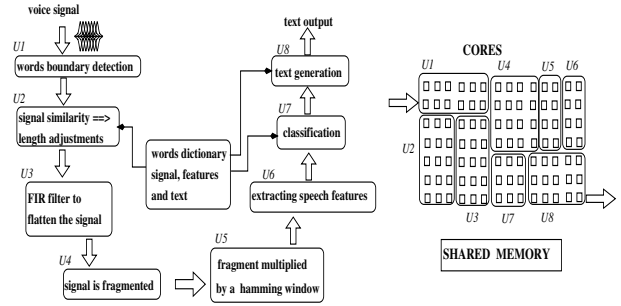 voice signal
U1
words boundary detection
U2
signal similarity ==>
length adjustments
U3
FIR filter to
flatten the signal
U4
signal is fragmented
U5
fragment multiplied
by a hamming window
U6
extracting speech features
U7
classification
U8
text generation
text output
words dictionary
signal, features
and text
CORES
U1
U4
U5
U6
U2
U3
U7
U8
SHARED MEMORY